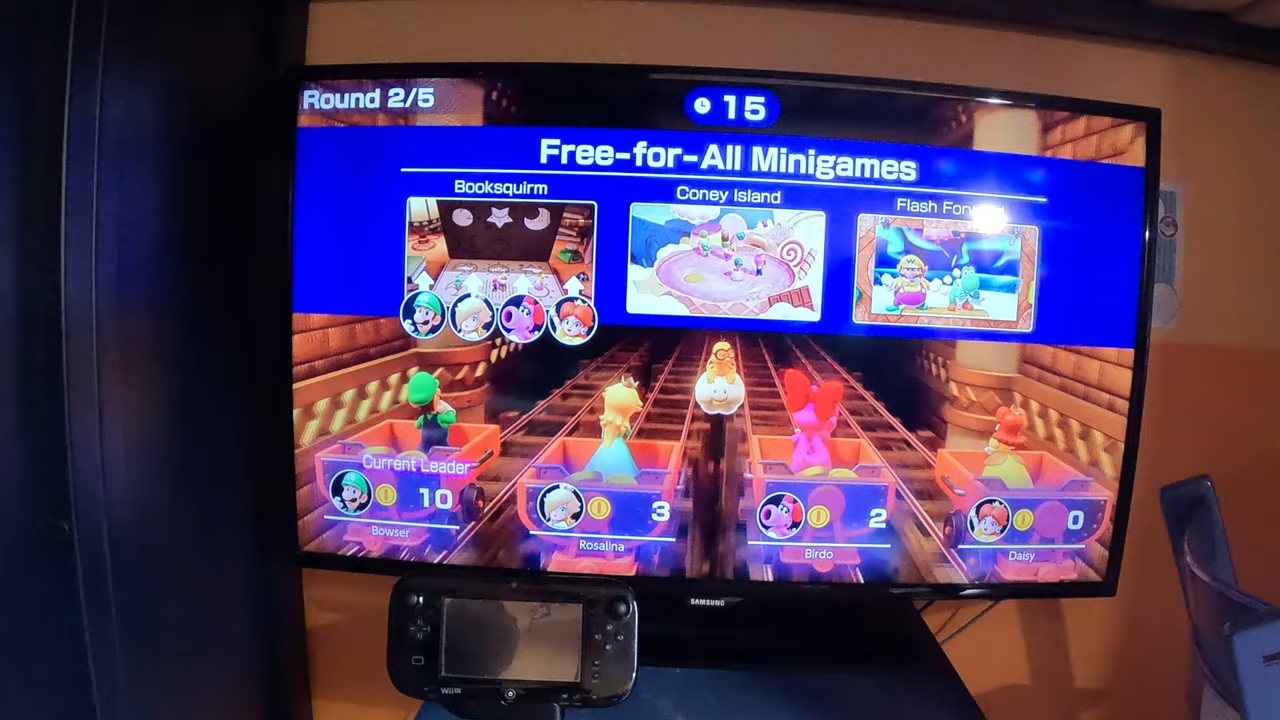 Round 2/5
15
Free-for-All Minigames
Booksquirm
Coney Island
Flash
Current Leader
10
Bowser
3
Rosalina
2
Birdo
0
Daisy
SAMSUNG
Wii U